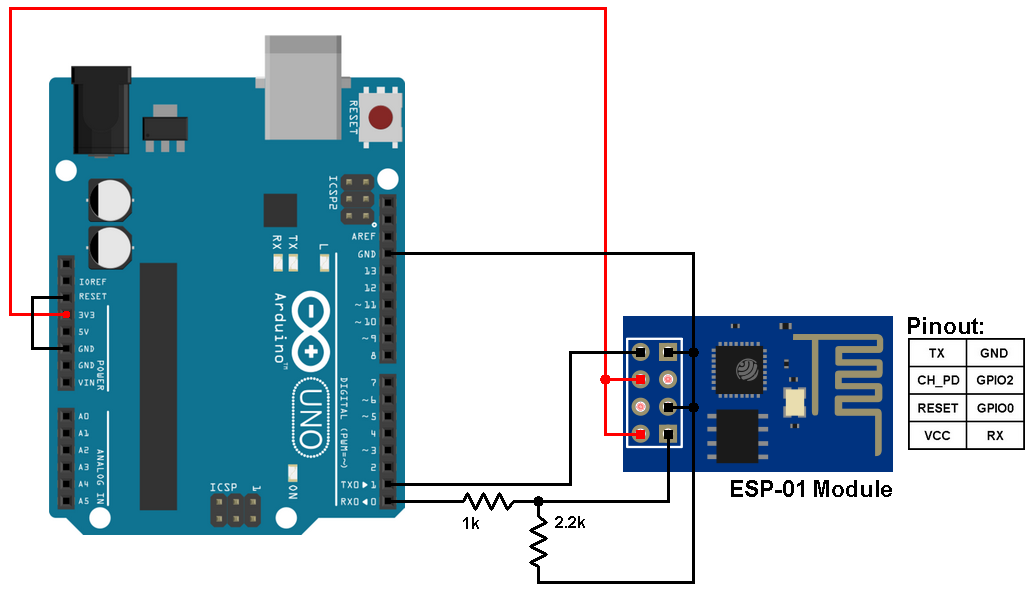 RESET
ICSP2
AREF
GND
13
12
~11
~10
~9
8
7
~6
~5
4
~3
2
TX0▶1
RX0◀0
RX
TX
L
Arduino™
UNO
DIGITAL (PWM=~)
ON
IOREF
RESET
3V3
5V
GND
GND
VIN
POWER
A0
A1
A2
A3
A4
A5
ANALOG IN
ICSP
1
1k
2.2k
ESP-01 Module
Pinout:
TX GND
CH_PD GPIO2
RESET GPIO0
VCC RX